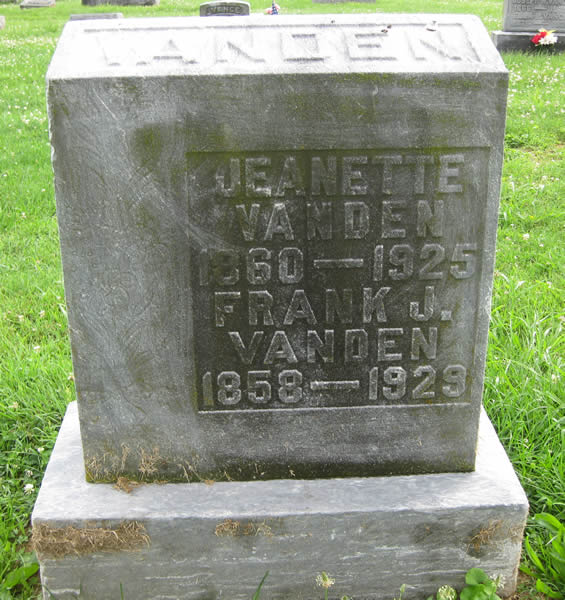 VANDEN
JEANETTE
VANDEN
1860 — 1925
FRANK J.
VANDEN
1858 — 1929